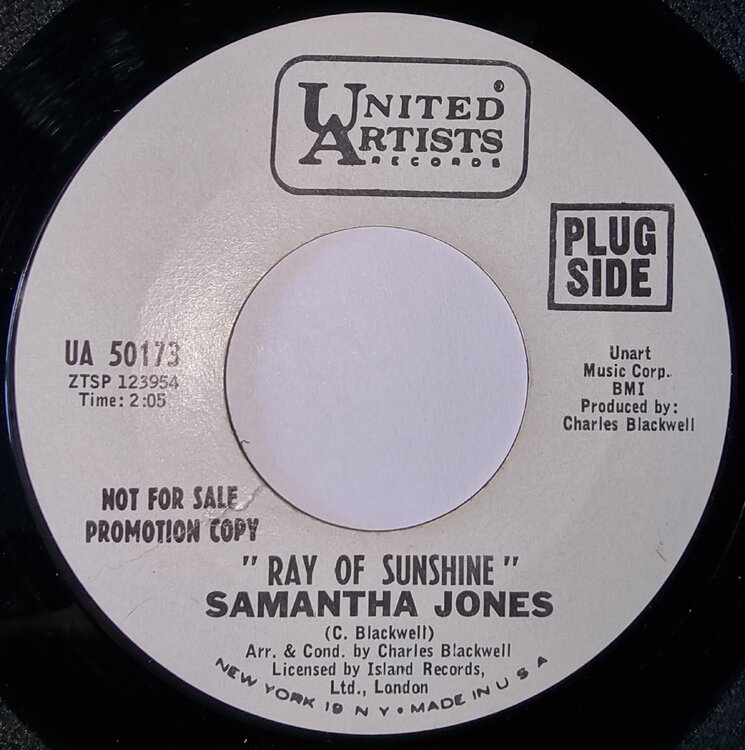 UNITED
ARTISTS
RECORDS
PLUG
SIDE
UA 50173
ZTSP 123954
Time: 2:05
Unart
Music Corp.
BMI
Produced by:
Charles Blackwell
NOT FOR SALE
PROMOTION COPY
"RAY OF SUNSHINE"
SAMANTHA JONES
(C. Blackwell)
Arr. & Cond. by Charles Blackwell
Licensed by Island Records,
Ltd., London
NEW YORK 19 N Y • MADE IN U S A